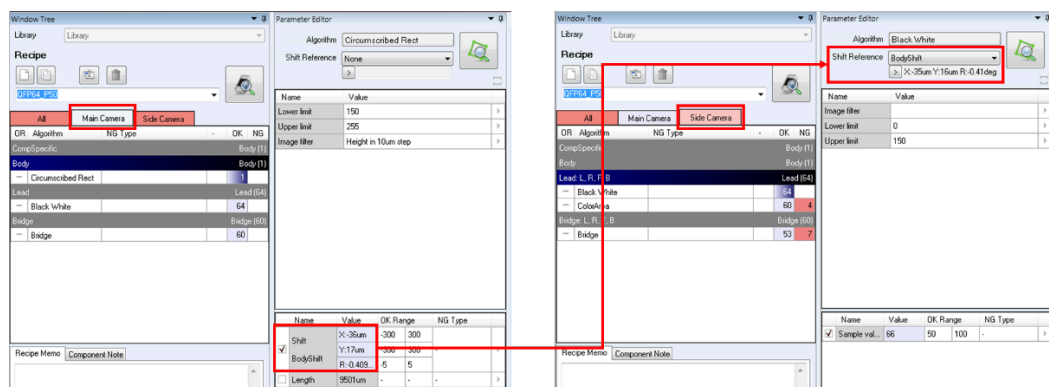 Window Tree
Library Library
Recipe
QFP64_P50
All Main Camera Side Camera
OR Algorithm NG Type - OK NG
CompSpecific Body (1)
Body Body (1)
Circumscribed Rect 1
Lead Lead (64)
Black White 64
Bridge Bridge (60)
Bridge 60
Recipe Memo Component Note
Parameter Editor
Algorithm Circumscribed Rect
Shift Reference None
>
Name Value
Lower limit 150
Upper limit 255
Image filter Height in 10um step
Name Value OK Range NG Type
Shift BodyShift
X:-36um -300 300
Y:17um -300 300 -
R:-0.409... -5 5
Length 9501um - - -
Window Tree
Library Library
Recipe
QFP64_P50
All Main Camera Side Camera
OR Algorithm NG Type - OK NG
CompSpecific Body (1)
Body Body (1)
Lead: L, R, F, B Lead (64)
Black White 64
ColorArea 60 4
Bridge: L, R, F, B Bridge (60)
Bridge 53 7
Recipe Memo Component Note
Parameter Editor
Algorithm Black White
Shift Reference BodyShift
> X:-35um Y:16um R:-0.41deg
Name Value
Image filter
Lower limit 0
Upper limit 150
Name Value OK Range NG Type
Sample val... 66 50 100 -